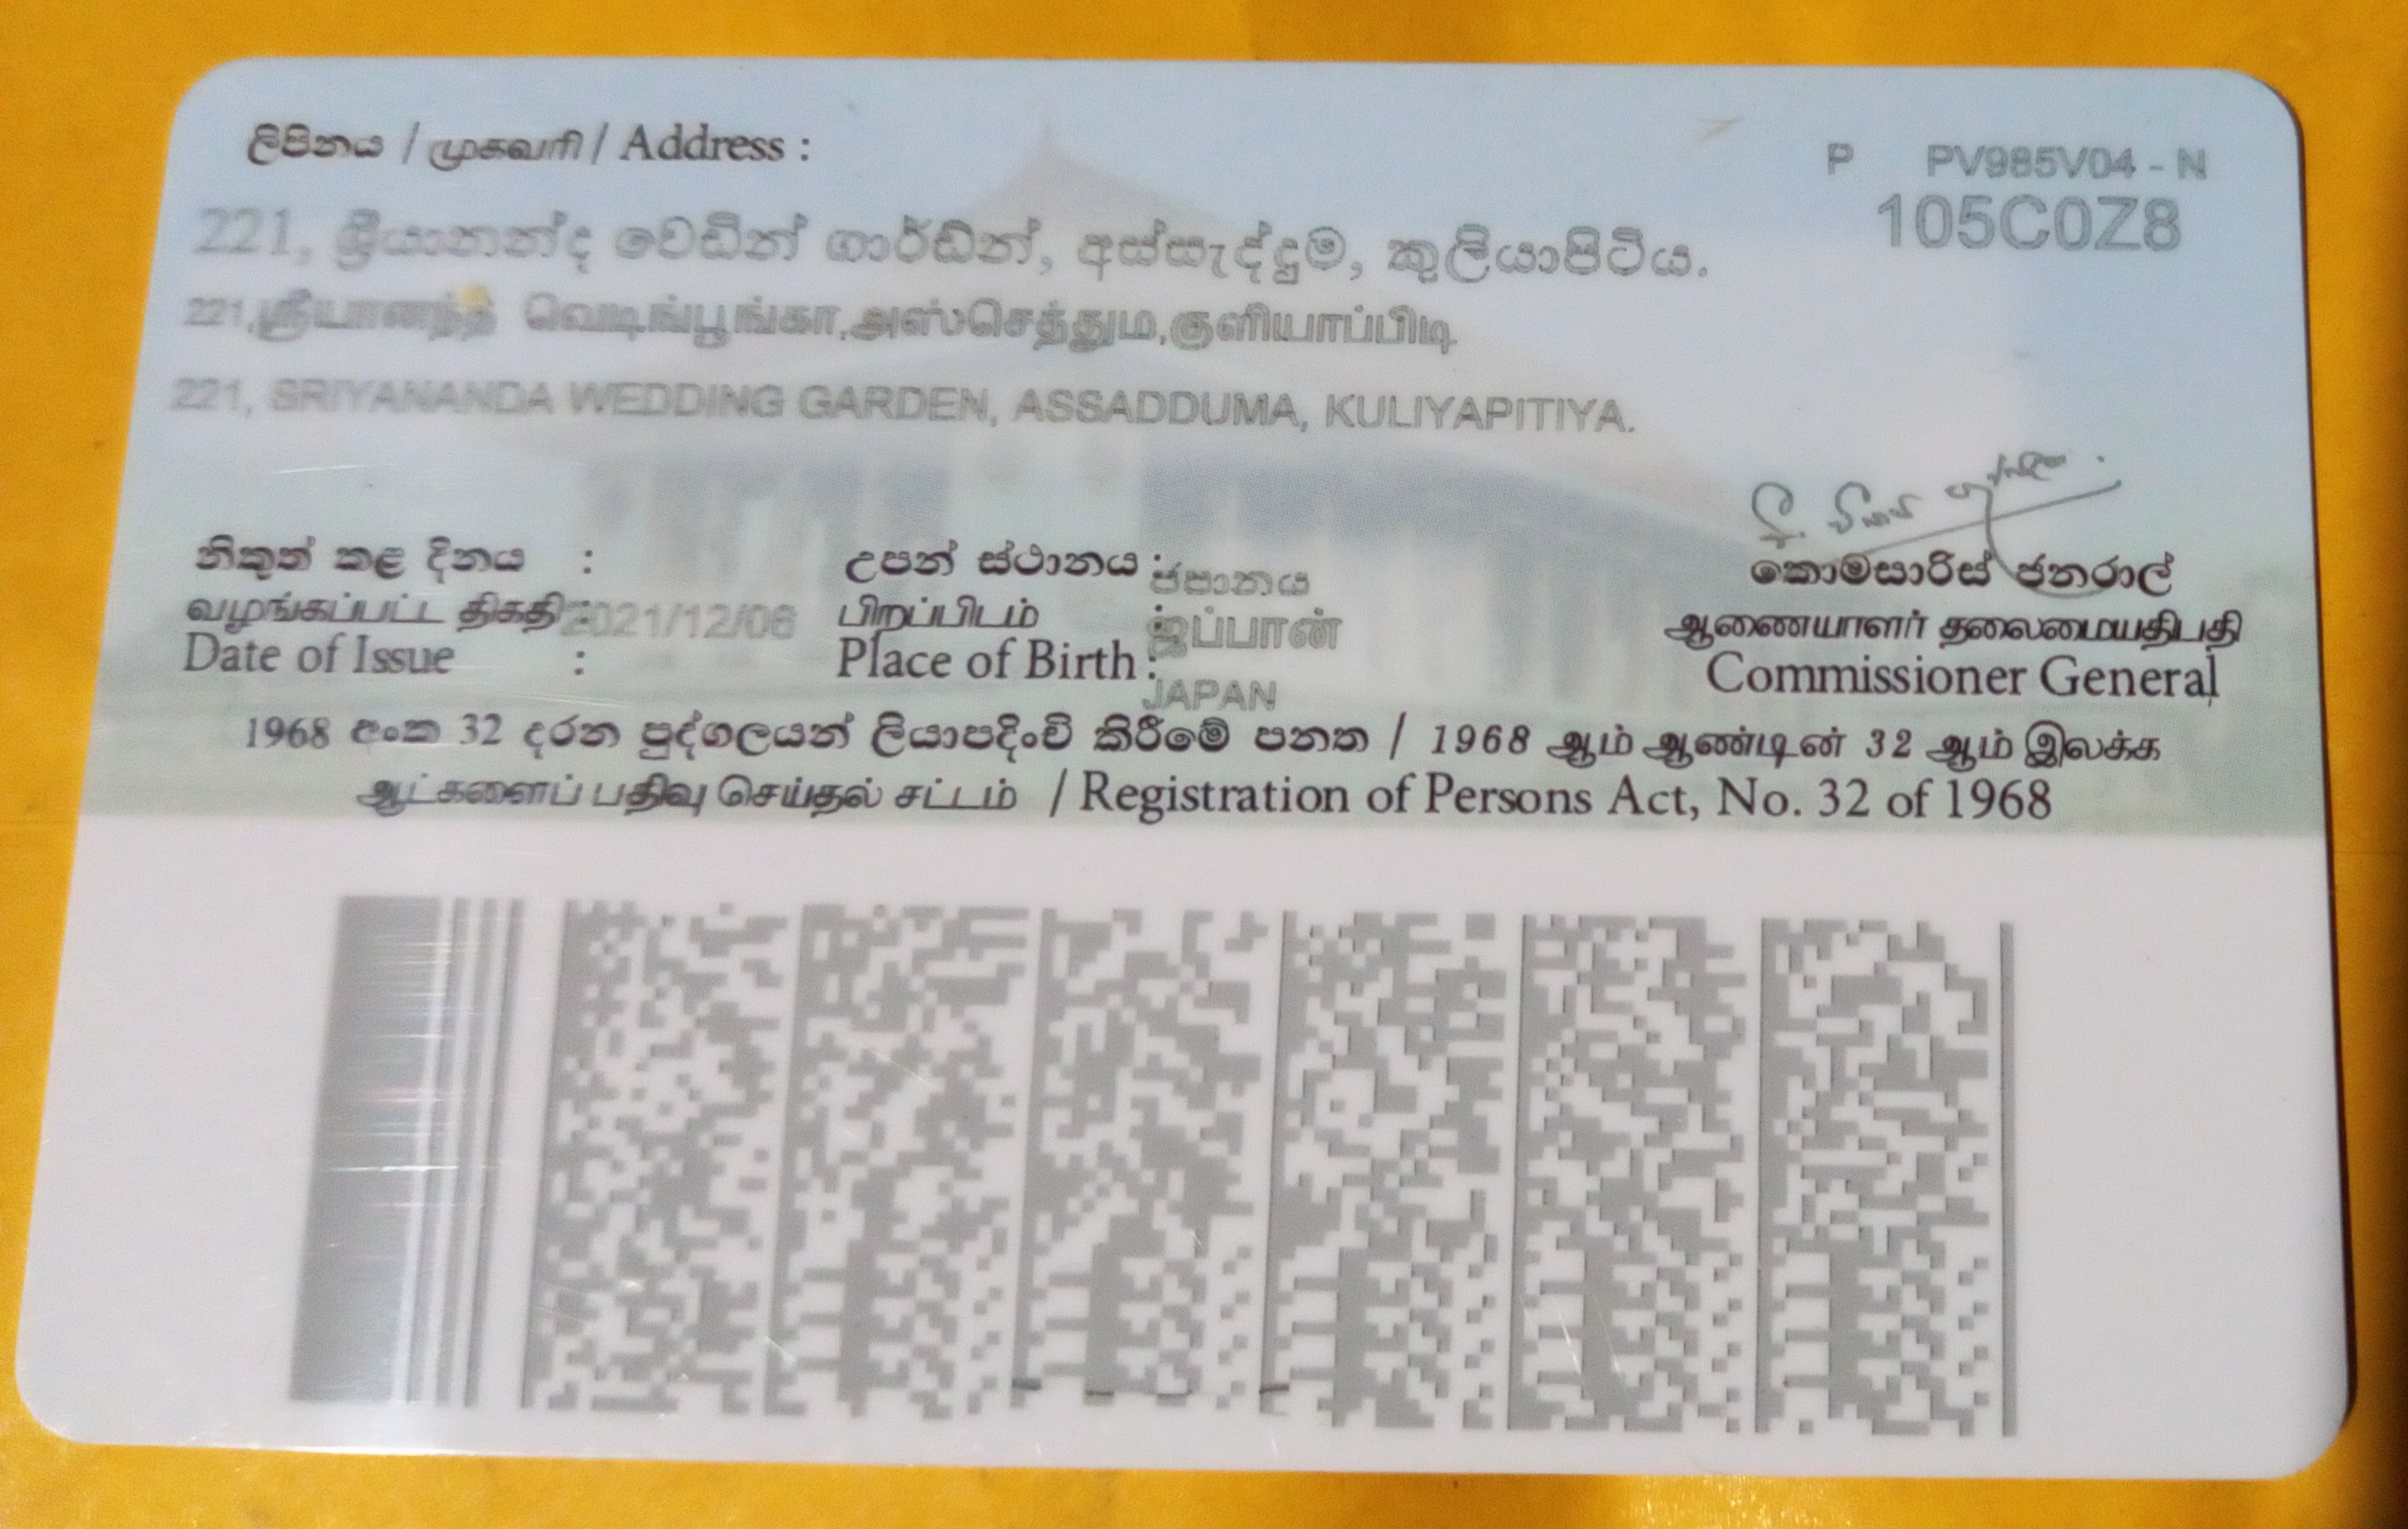 ලිපිනය / முகவரி / Address :
P PV985V04 - N
105C0Z8
221, ශ්‍රියානන්ද වෙඩින් ගාර්ඩ්න්, අස්සැද්දුම, කුලියාපිටිය.
221,ஸ்ரீயானந்த வெடிங்பூங்கா,அஸ்செத்தும,குளியாப்பிடி
221, SRIYANANDA WEDDING GARDEN, ASSADDUMA, KULIYAPITIYA.
නිකුත් කළ දිනය :
வழங்கப்பட்ட திகதி : 2021/12/06
Date of Issue :
උපන් ස්ථානය : ජපානය
பிறப்பிடம் : ஜப்பான்
Place of Birth : JAPAN
කොමසාරිස් ජනරාල්
ஆணையாளர் தலைமையதிபதி
Commissioner General
1968 අංක 32 දරන පුද්ගලයන් ලියාපදිංචි කිරීමේ පනත / 1968 ஆம் ஆண்டின் 32 ஆம் இலக்க
ஆட்களைப் பதிவு செய்தல் சட்டம் / Registration of Persons Act, No. 32 of 1968